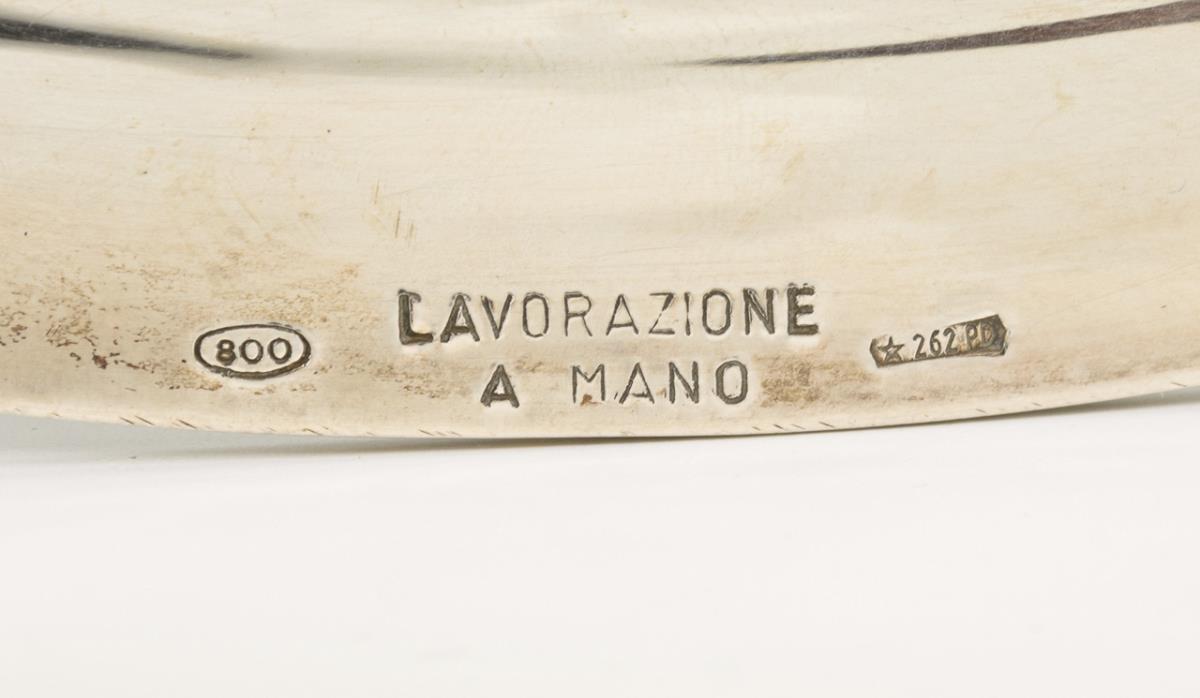 800
LAVORAZIONE
A MANO
☆ 262 PD